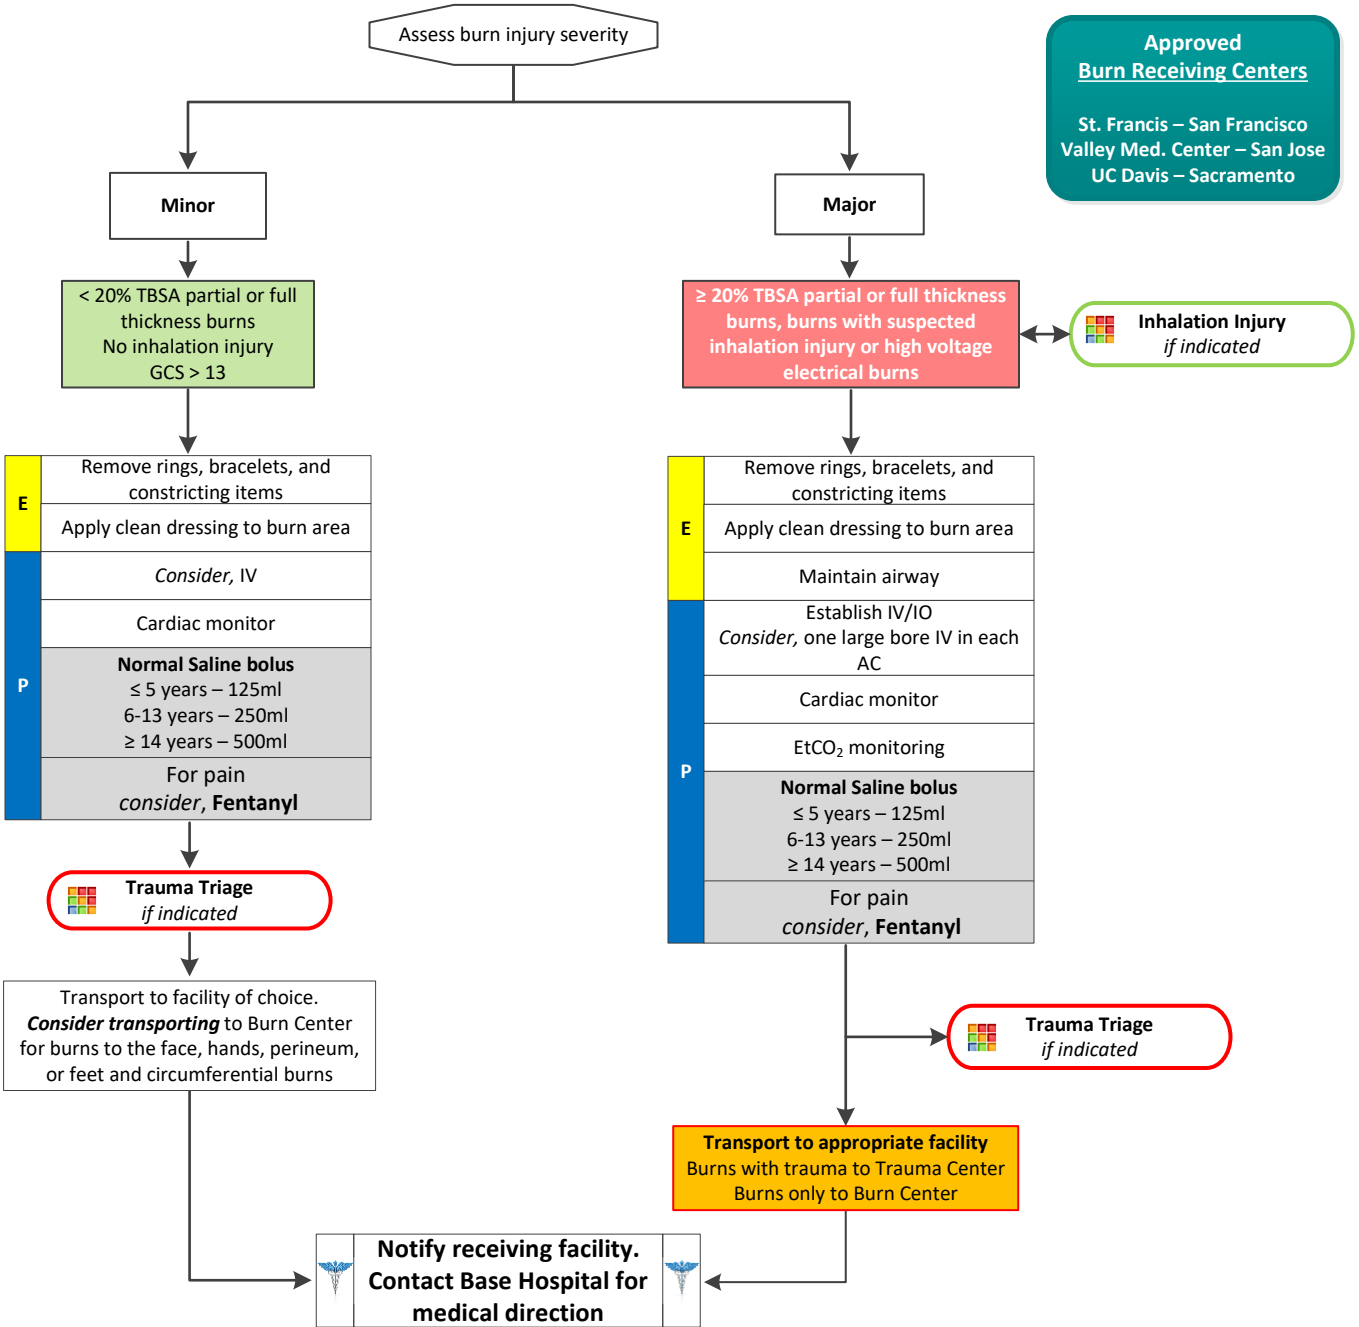 Assess burn injury severity
Approved
Burn Receiving Centers
St. Francis – San Francisco
Valley Med. Center – San Jose
UC Davis – Sacramento
Minor
Major
< 20% TBSA partial or full
thickness burns
No inhalation injury
GCS > 13
≥ 20% TBSA partial or full thickness
burns, burns with suspected
inhalation injury or high voltage
electrical burns
Inhalation Injury
if indicated
E
Remove rings, bracelets, and
constricting items
Apply clean dressing to burn area
P
Consider, IV
Cardiac monitor
Normal Saline bolus
≤ 5 years – 125ml
6-13 years – 250ml
≥ 14 years – 500ml
For pain
consider, Fentanyl
Trauma Triage
if indicated
Transport to facility of choice.
Consider transporting to Burn Center
for burns to the face, hands, perineum,
or feet and circumferential burns
E
Remove rings, bracelets, and
constricting items
Apply clean dressing to burn area
Maintain airway
P
Establish IV/IO
Consider, one large bore IV in each
AC
Cardiac monitor
EtCO₂ monitoring
Normal Saline bolus
≤ 5 years – 125ml
6-13 years – 250ml
≥ 14 years – 500ml
For pain
consider, Fentanyl
Trauma Triage
if indicated
Transport to appropriate facility
Burns with trauma to Trauma Center
Burns only to Burn Center
Notify receiving facility.
Contact Base Hospital for
medical direction